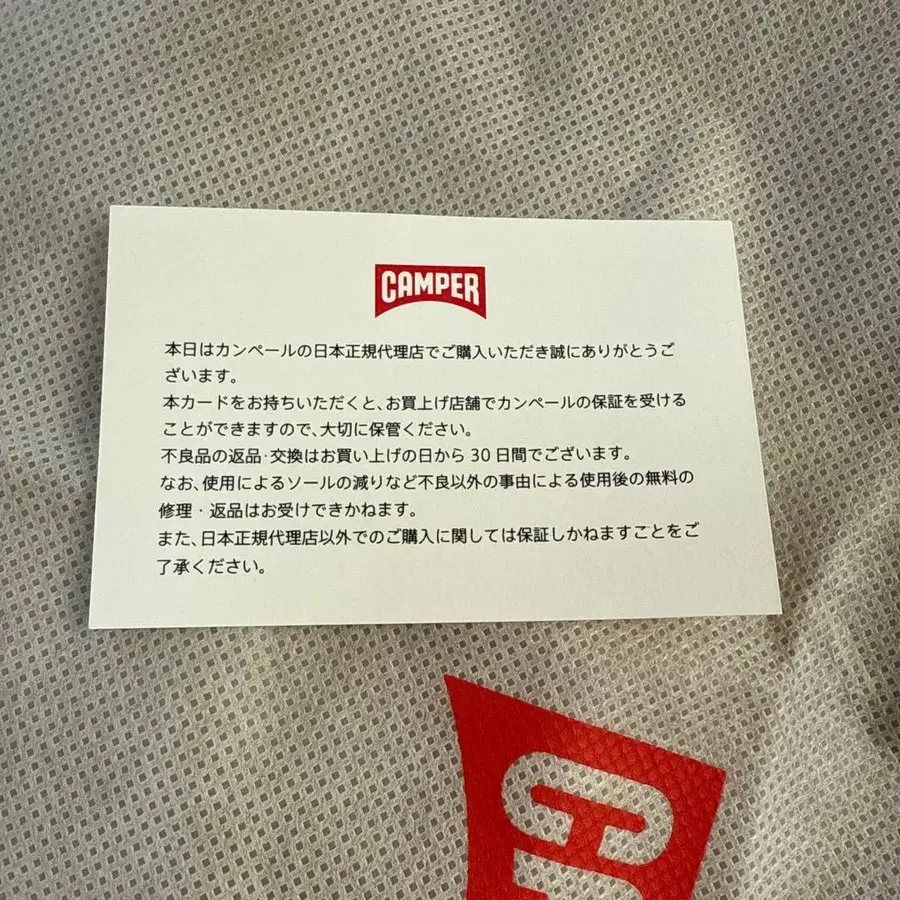 CAMPER
本日はカンペールの日本正規代理店でご購入いただき誠にありがとうご
ざいます。
本カードをお持ちいただくと、お買上げ店舗でカンペールの保証を受ける
ことができますので、大切に保管ください。
不良品の返品·交換はお買い上げの日から 30 日間でございます。
なお、使用によるソールの減りなど不良以外の事由による使用後の無料の
修理・返品はお受けできかねます。
また、日本正規代理店以外でのご購入に関しては保証しかねますことをご
了承ください。